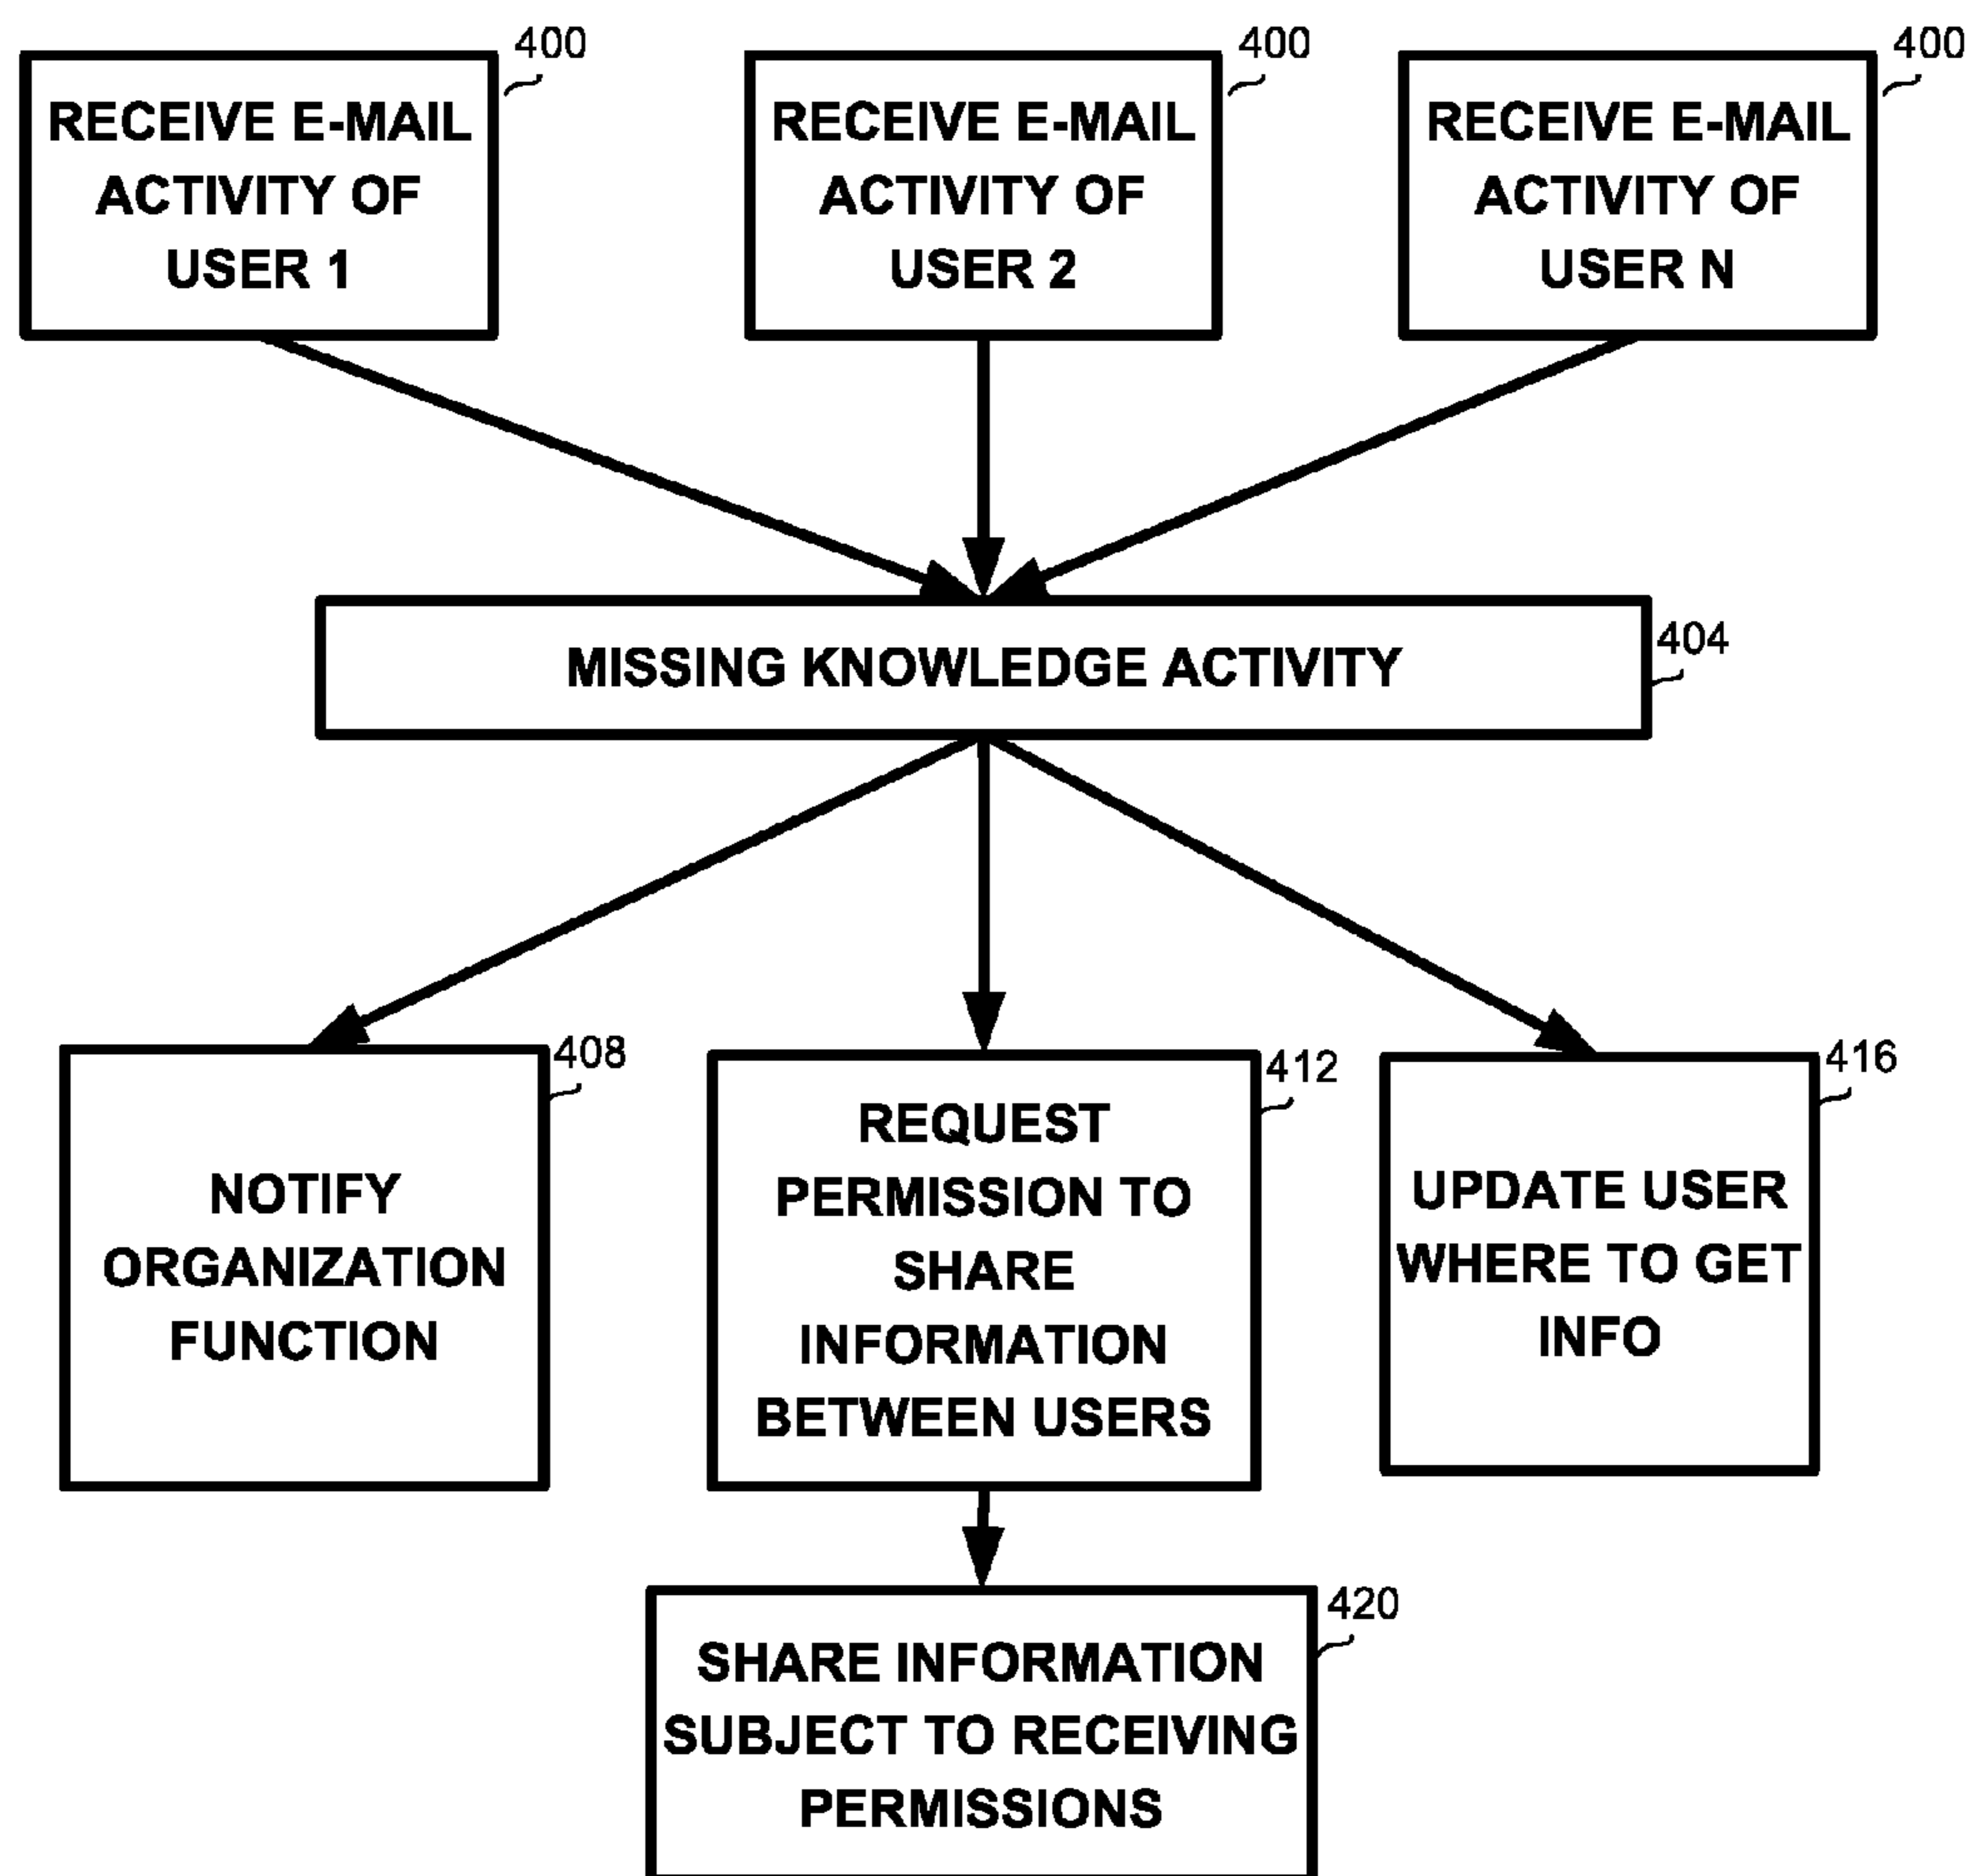 400
RECEIVE E-MAIL
ACTIVITY OF
USER 1
400
RECEIVE E-MAIL
ACTIVITY OF
USER 2
400
RECEIVE E-MAIL
ACTIVITY OF
USER N
MISSING KNOWLEDGE ACTIVITY
404
408
NOTIFY
ORGANIZATION
FUNCTION
412
REQUEST
PERMISSION TO
SHARE
INFORMATION
BETWEEN USERS
416
UPDATE USER
WHERE TO GET
INFO
420
SHARE INFORMATION
SUBJECT TO RECEIVING
PERMISSIONS